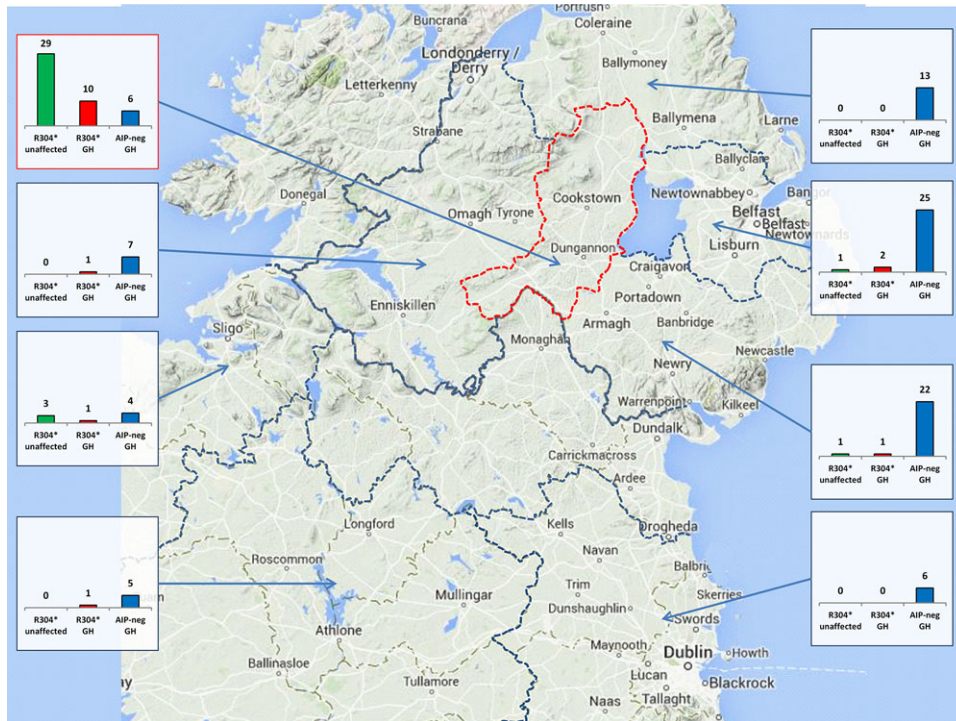 29
10
6
R304*
unaffected
R304*
GH
AIP-neg
GH
0
1
7
R304*
unaffected
R304*
GH
AIP-neg
GH
3
1
4
R304*
unaffected
R304*
GH
AIP-neg
GH
0
1
5
R304*
unaffected
R304*
GH
AIP-neg
GH
Portrush
Buncrana
Coleraine
Londonderry /
Derry
Ballymoney
Letterkenny
Strabane
Ballymena
Larne
Ballyclare
Donegal
Cookstown
Newtownabbey
Bangor
Omagh
Tyrone
Belfast
Belfast
Newtownards
Lisburn
Dungannon
Craigavon
Portadown
Enniskillen
Armagh
Banbridge
Sligo
Monaghan
Newcastle
Newry
Warrenpoint
Kilkeel
Dundalk
Carrickmacross
Ardee
Longford
Kells
Drogheda
Roscommon
Navan
Balbrig
Mullingar
Trim
Skerries
Dunshaughlin
Swords
Athlone
Maynooth
Dublin
Howth
Ballinasloe
Lucan
Blackrock
Tullamore
Tallaght
Naas
ay
0
0
13
R304*
unaffected
R304*
GH
AIP-neg
GH
1
2
25
R304*
unaffected
R304*
GH
AIP-neg
GH
1
1
22
R304*
unaffected
R304*
GH
AIP-neg
GH
0
0
6
R304*
unaffected
R304*
GH
AIP-neg
GH